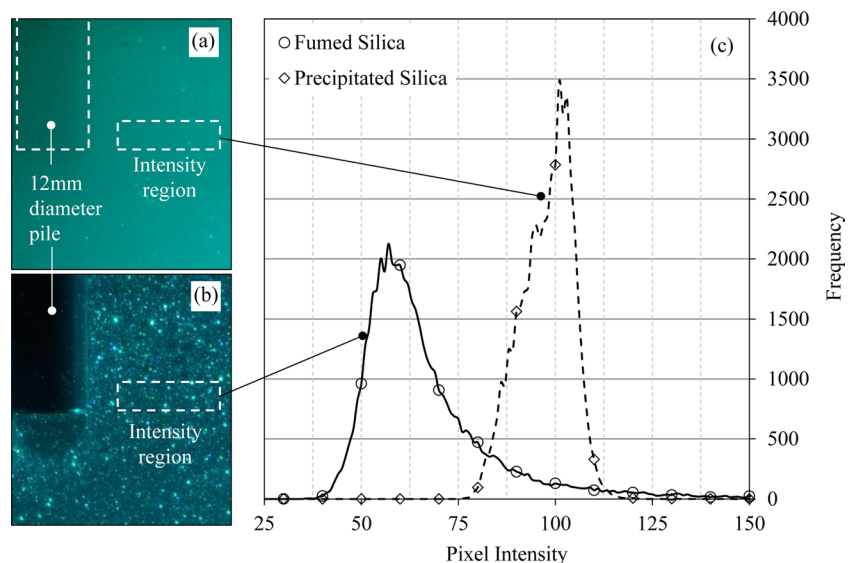 (a)
Intensity
region
12mm
diameter
pile
(b)
Intensity
region
(c)
Fumed Silica
Precipitated Silica
4000
3500
3000
2500
2000
1500
1000
500
0
Frequency
25
50
75
100
125
150
Pixel Intensity